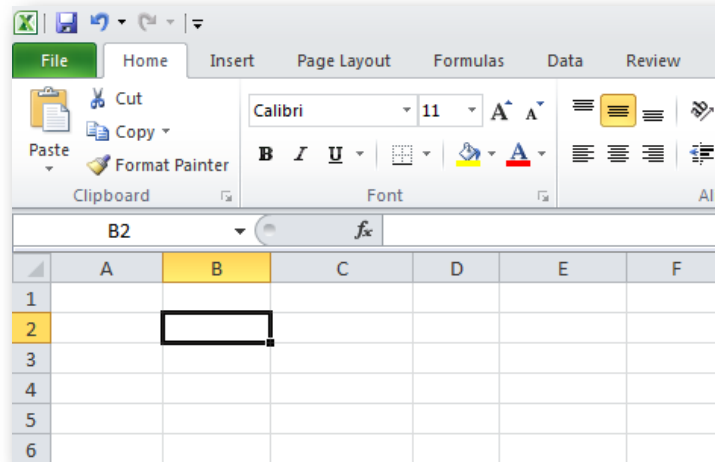 File Home Insert Page Layout Formulas Data Review
Cut
Calibri 11 A A
Copy
Paste
B I U A
Format Painter
Clipboard Font Al
B2 fx
A B C D E F
1
2
3
4
5
6